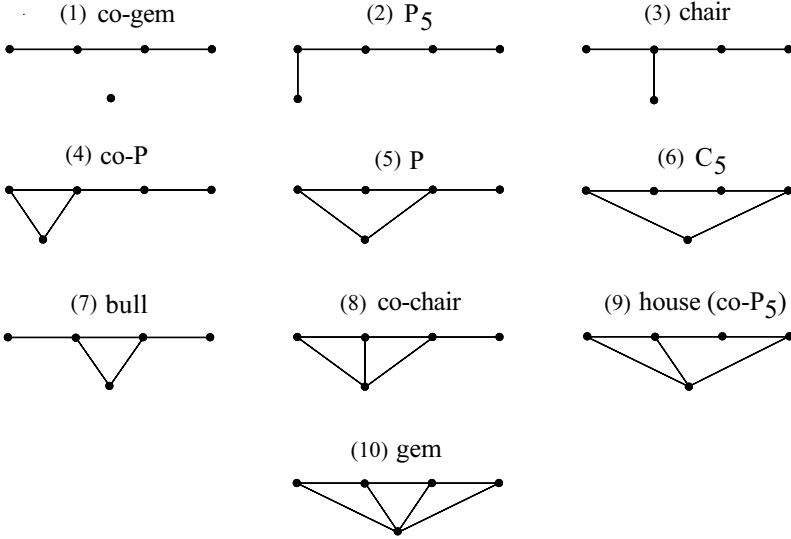 (1) co-gem
(2) P5
(3) chair
(4) co-P
(5) P
(6) C5
(7) bull
(8) co-chair
(9) house (co-P5)
(10) gem